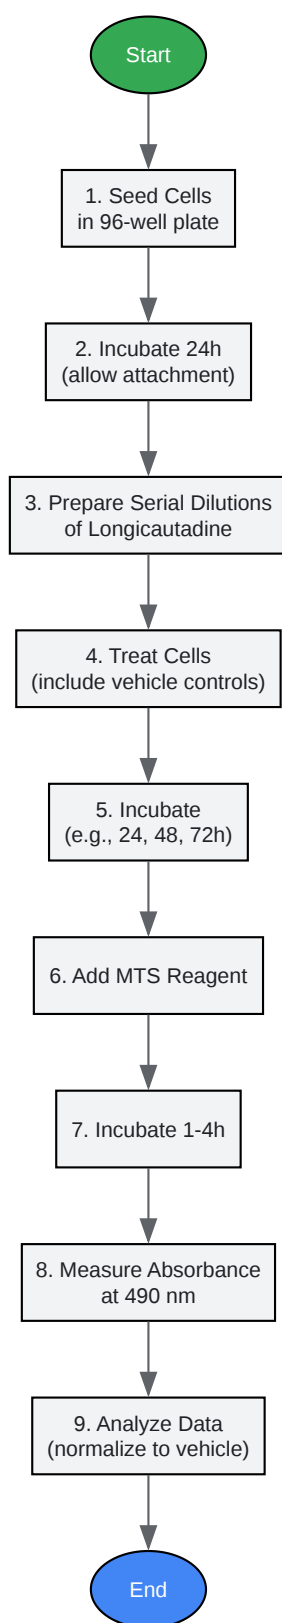 Start
1. Seed Cells
in 96-well plate
2. Incubate 24h
(allow attachment)
3. Prepare Serial Dilutions
of Longicautadine
4. Treat Cells
(include vehicle controls)
5. Incubate
(e.g., 24, 48, 72h)
6. Add MTS Reagent
7. Incubate 1-4h
8. Measure Absorbance
at 490 nm
9. Analyze Data
(normalize to vehicle)
End